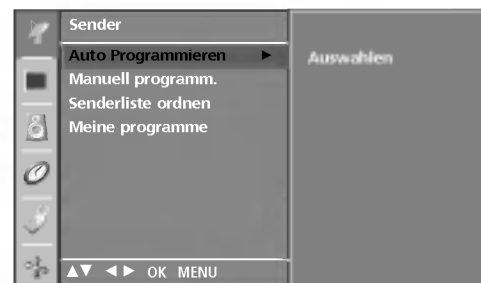 Sender
Auto Programmieren ►
Auswahlen
Manuell programm.
Senderliste ordnen
Meine programme
▲▼ ◄► OK MENU